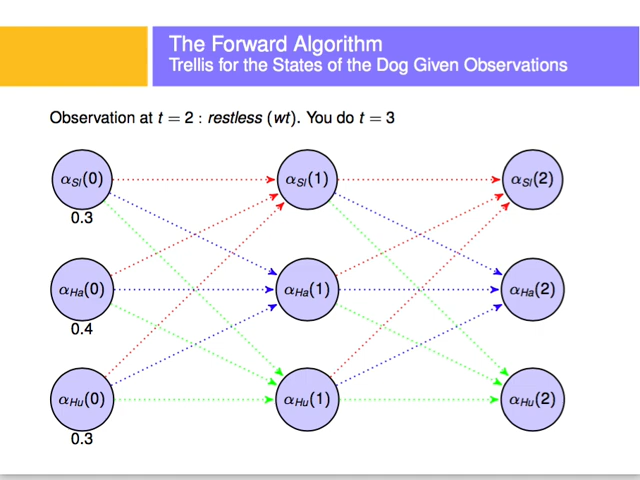 The Forward Algorithm
Trellis for the States of the Dog Given Observations
Observation at t = 2 : restless (wt). You do t = 3
αSl(0) αSl(1) αSl(2)
0.3
αHa(0) αHa(1) αHa(2)
0.4
αHu(0) αHu(1) αHu(2)
0.3